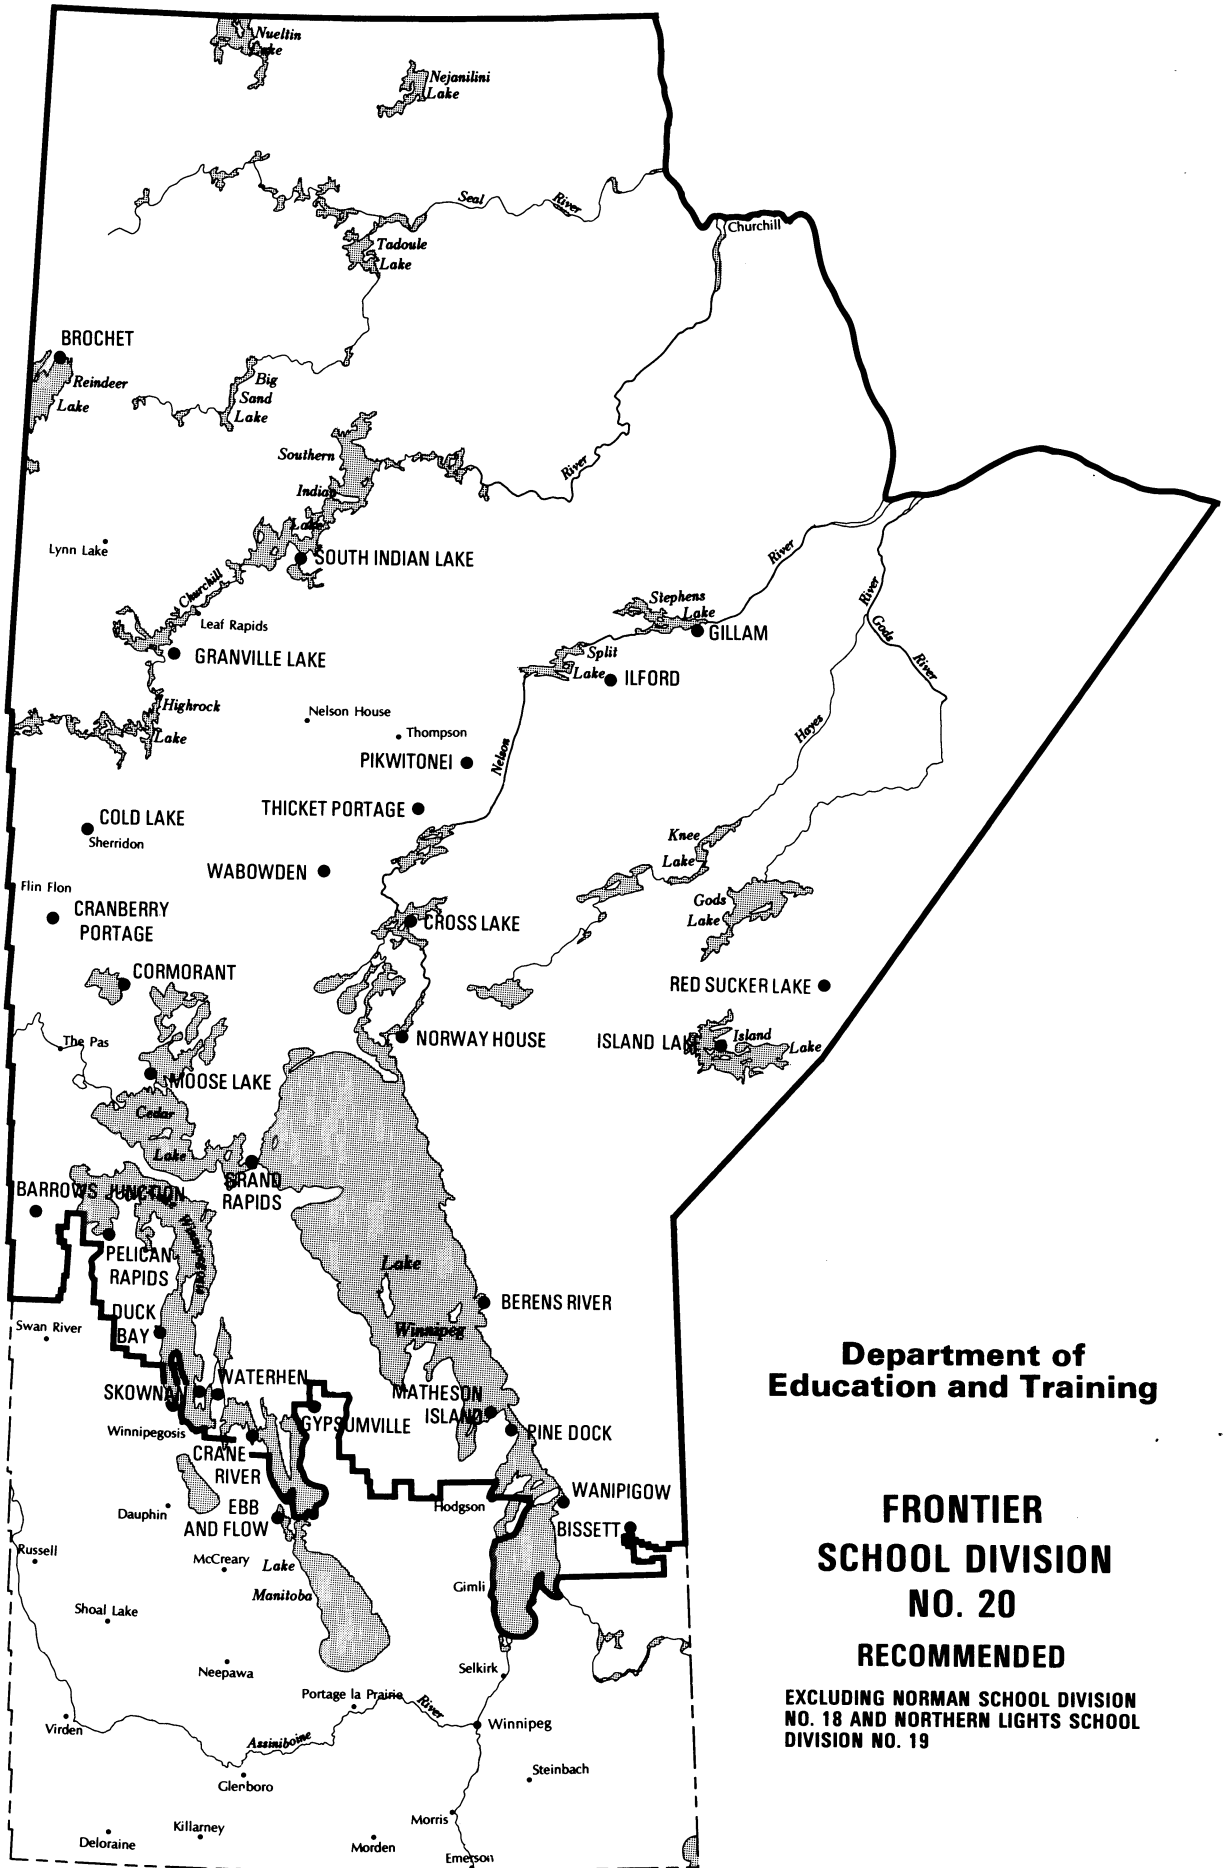 Nueltin
Lake
Nejanilini
Lake
Seal
River
Churchill
Tadoule
Lake
BROCHET
Reindeer
Lake
Big
Sand
Lake
Southern
Indian
Lake
River
Lynn Lake
SOUTH INDIAN LAKE
River
Churchill
Stephens
Lake
River
Leaf Rapids
GILLAM
Gods
River
GRANVILLE LAKE
Split
Lake
ILFORD
Highrock
Lake
Nelson House
Thompson
Hayes
PIKWITONEI
Nelson
THICKET PORTAGE
COLD LAKE
Sherridon
Knee
Lake
WABOWDEN
Flin Flon
CRANBERRY
PORTAGE
Gods
Lake
CROSS LAKE
CORMORANT
RED SUCKER LAKE
The Pas
NORWAY HOUSE
ISLAND LAKE
Island
Lake
MOOSE LAKE
Cedar
Lake
GRAND
RAPIDS
BARROWS JUNCTION
Winnipegosis
PELICAN
RAPIDS
Lake
Winnipeg
BERENS RIVER
DUCK
BAY
Swan River
Department of
Education and Training
WATERHEN
SKOWNAN
MATHESON
ISLAND
GYPSUMVILLE
Winnipegosis
PINE DOCK
CRANE
RIVER
WANIPIGOW
Hodgson
EBB
AND FLOW
Dauphin
BISSETT
FRONTIER
SCHOOL DIVISION
NO. 20
RECOMMENDED
EXCLUDING NORMAN SCHOOL DIVISION
NO. 18 AND NORTHERN LIGHTS SCHOOL
DIVISION NO. 19
Russell
McCreary
Lake
Manitoba
Gimli
Shoal Lake
Neepawa
Selkirk
Portage la Prairie
River
Virden
Assiniboine
Winnipeg
Steinbach
Glenboro
Morris
Killarney
Deloraine
Morden
Emerson